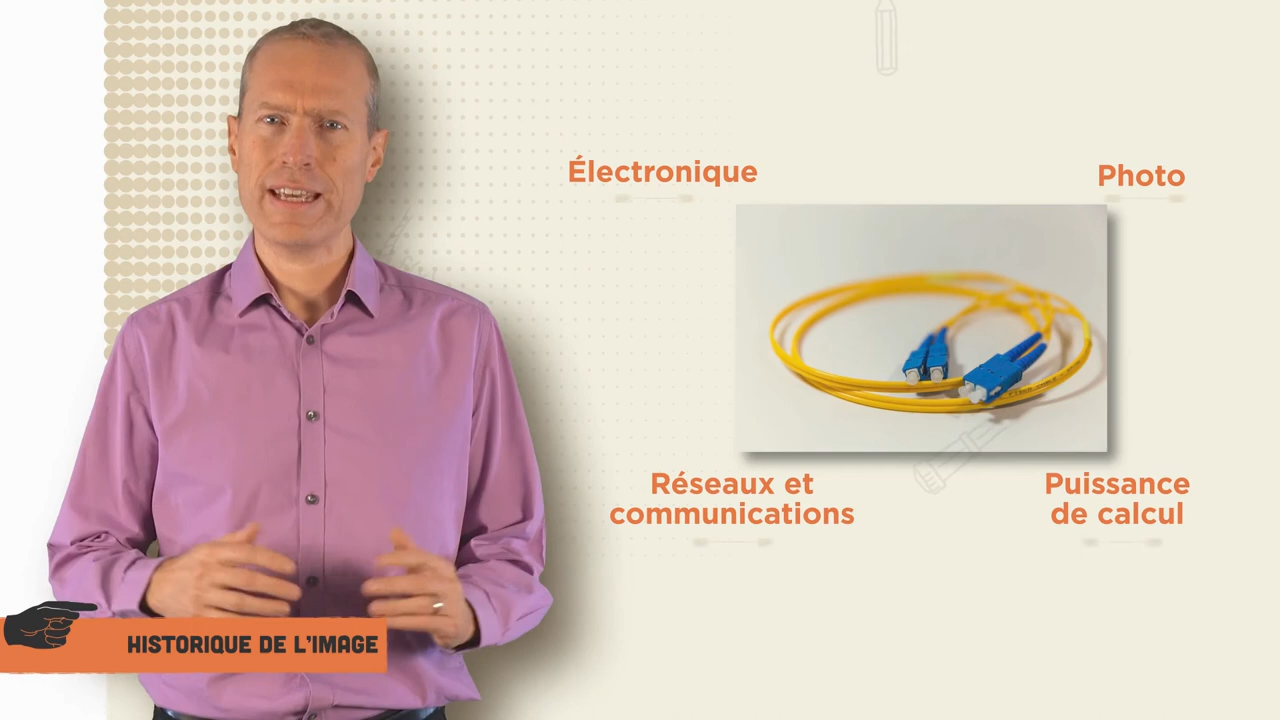 Électronique
Photo
Réseaux et
communications
Puissance
de calcul
HISTORIQUE DE L'IMAGE